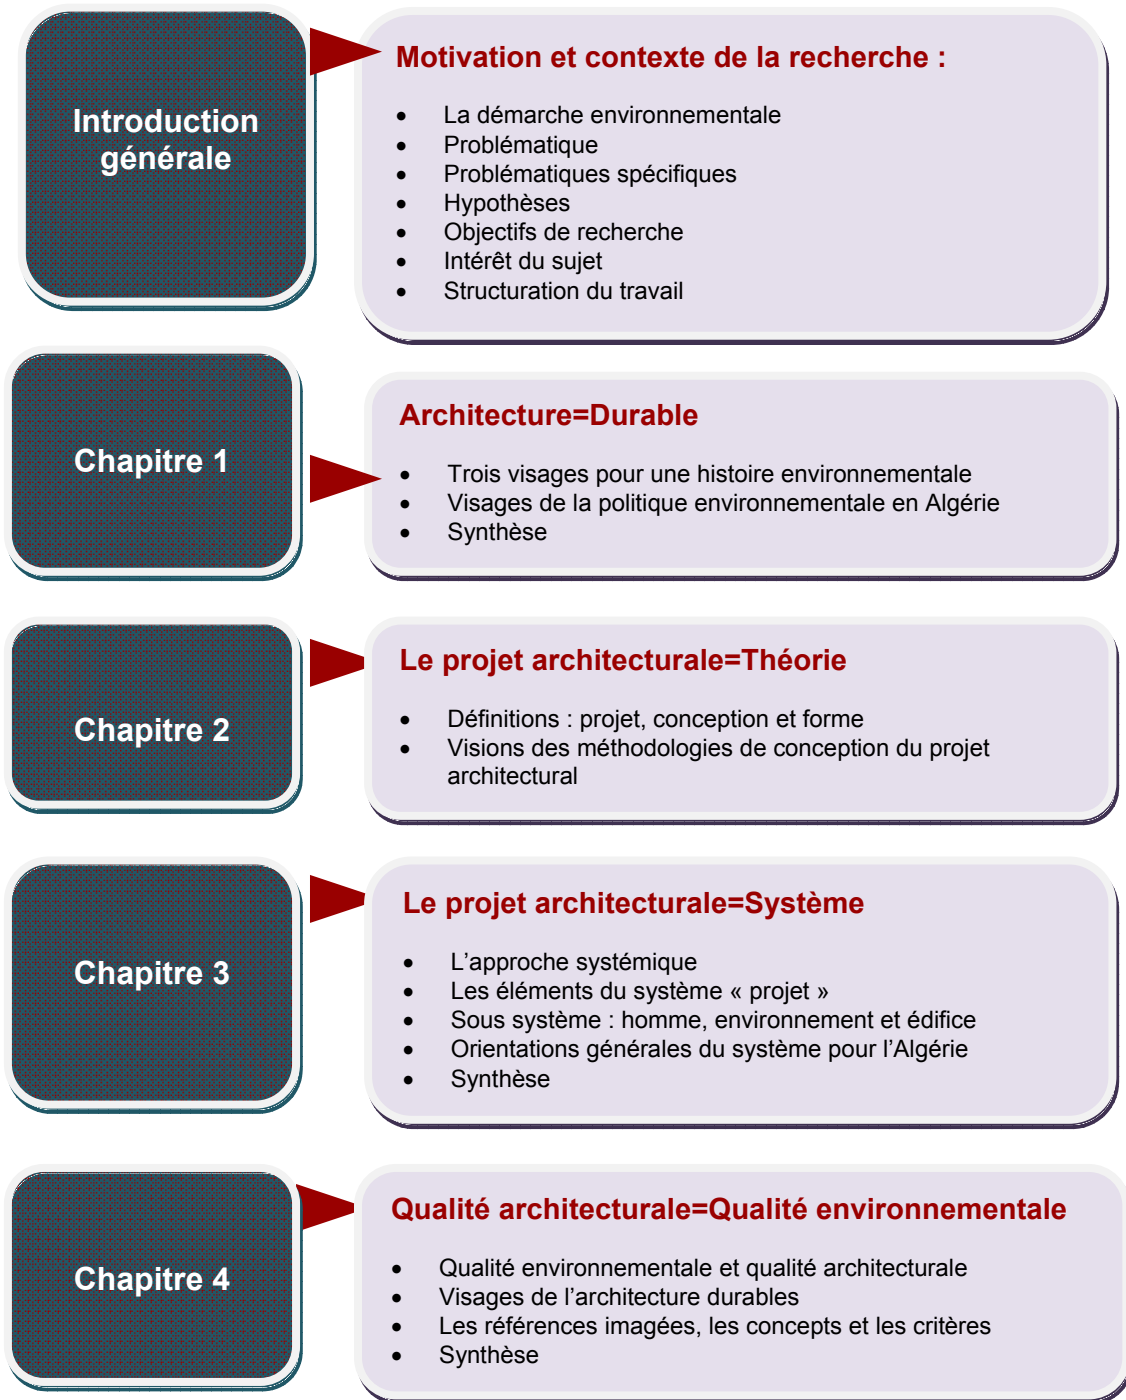 Introduction
générale
Motivation et contexte de la recherche :
• La démarche environnementale
• Problématique
• Problématiques spécifiques
• Hypothèses
• Objectifs de recherche
• Intérêt du sujet
• Structuration du travail
Chapitre 1
Architecture=Durable
• Trois visages pour une histoire environnementale
• Visages de la politique environnementale en Algérie
• Synthèse
Chapitre 2
Le projet architecturale=Théorie
• Définitions : projet, conception et forme
• Visions des méthodologies de conception du projet
architectural
Chapitre 3
Le projet architecturale=Système
• L’approche systémique
• Les éléments du système « projet »
• Sous système : homme, environnement et édifice
• Orientations générales du système pour l’Algérie
• Synthèse
Chapitre 4
Qualité architecturale=Qualité environnementale
• Qualité environnementale et qualité architecturale
• Visages de l’architecture durables
• Les références imagées, les concepts et les critères
• Synthèse